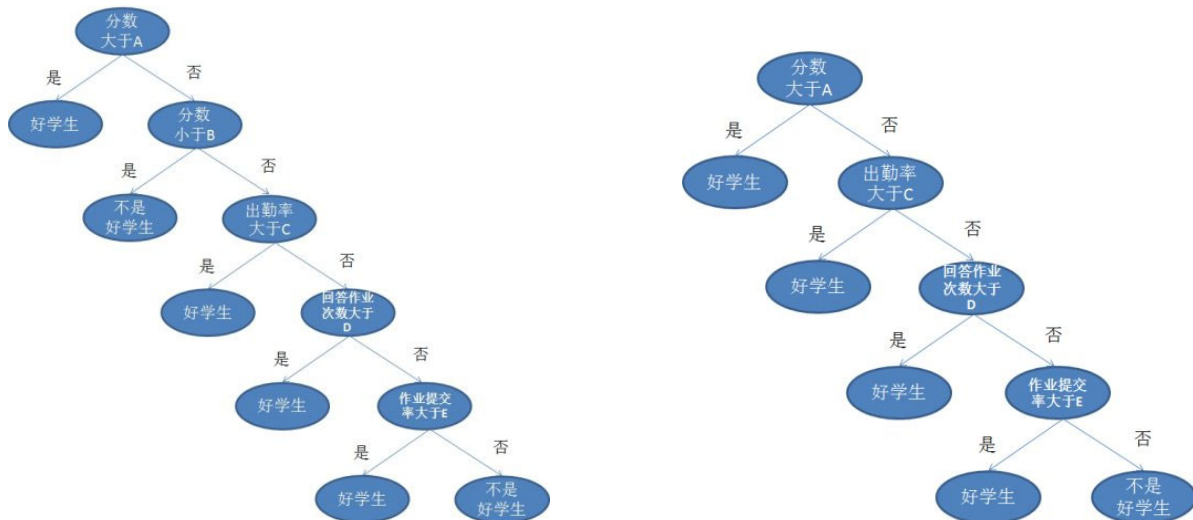 分数
大于A
是
否
好学生
分数
小于B
是
否
不是
好学生
出勤率
大于C
是
否
好学生
回答作业
次数大于
D
是
否
好学生
作业提交
率大于E
是
否
好学生
不是
好学生
分数
大于A
是
否
好学生
出勤率
大于C
是
否
好学生
回答作业
次数大于
D
是
否
好学生
作业提交
率大于E
是
否
好学生
不是
好学生